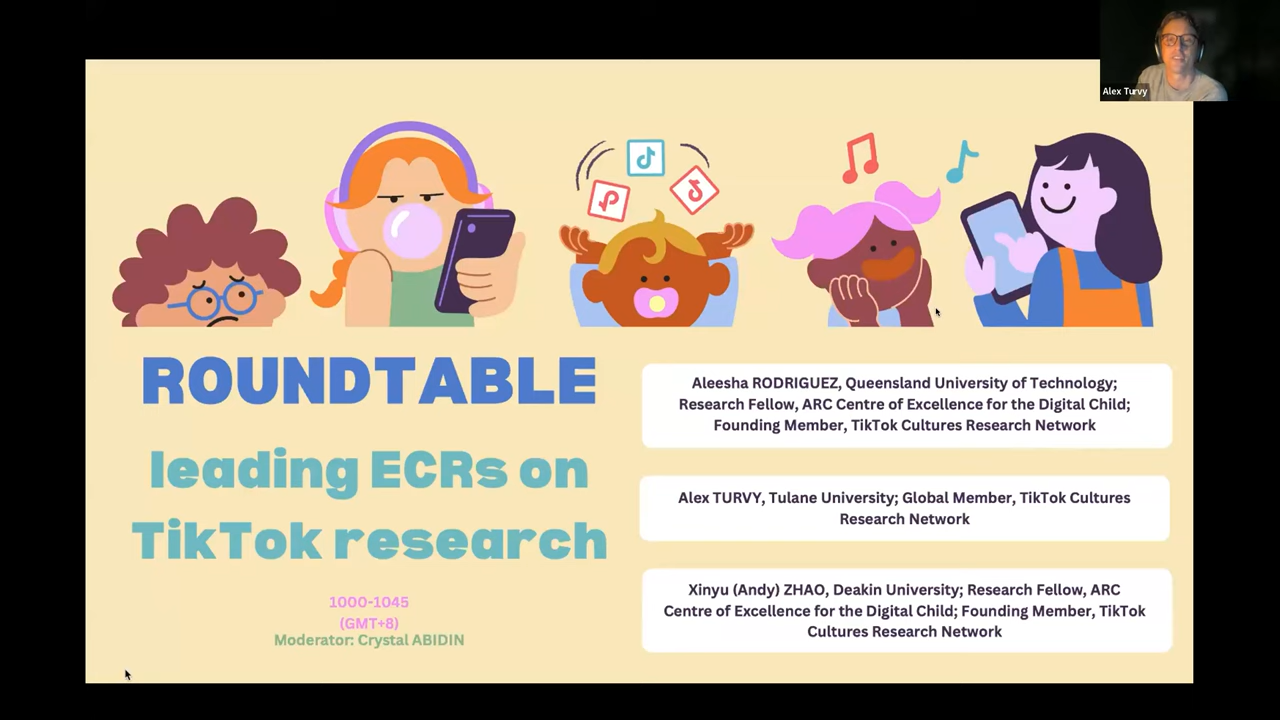 Alex Turvy
ROUNDTABLE
leading ECRs on
TikTok research
1000-1045
(GMT+8)
Moderator: Crystal ABIDIN
Aleesha RODRIGUEZ, Queensland University of Technology;
Research Fellow, ARC Centre of Excellence for the Digital Child;
Founding Member, TikTok Cultures Research Network
Alex TURVY, Tulane University; Global Member, TikTok Cultures
Research Network
Xinyu (Andy) ZHAO, Deakin University; Research Fellow, ARC
Centre of Excellence for the Digital Child; Founding Member, TikTok
Cultures Research Network